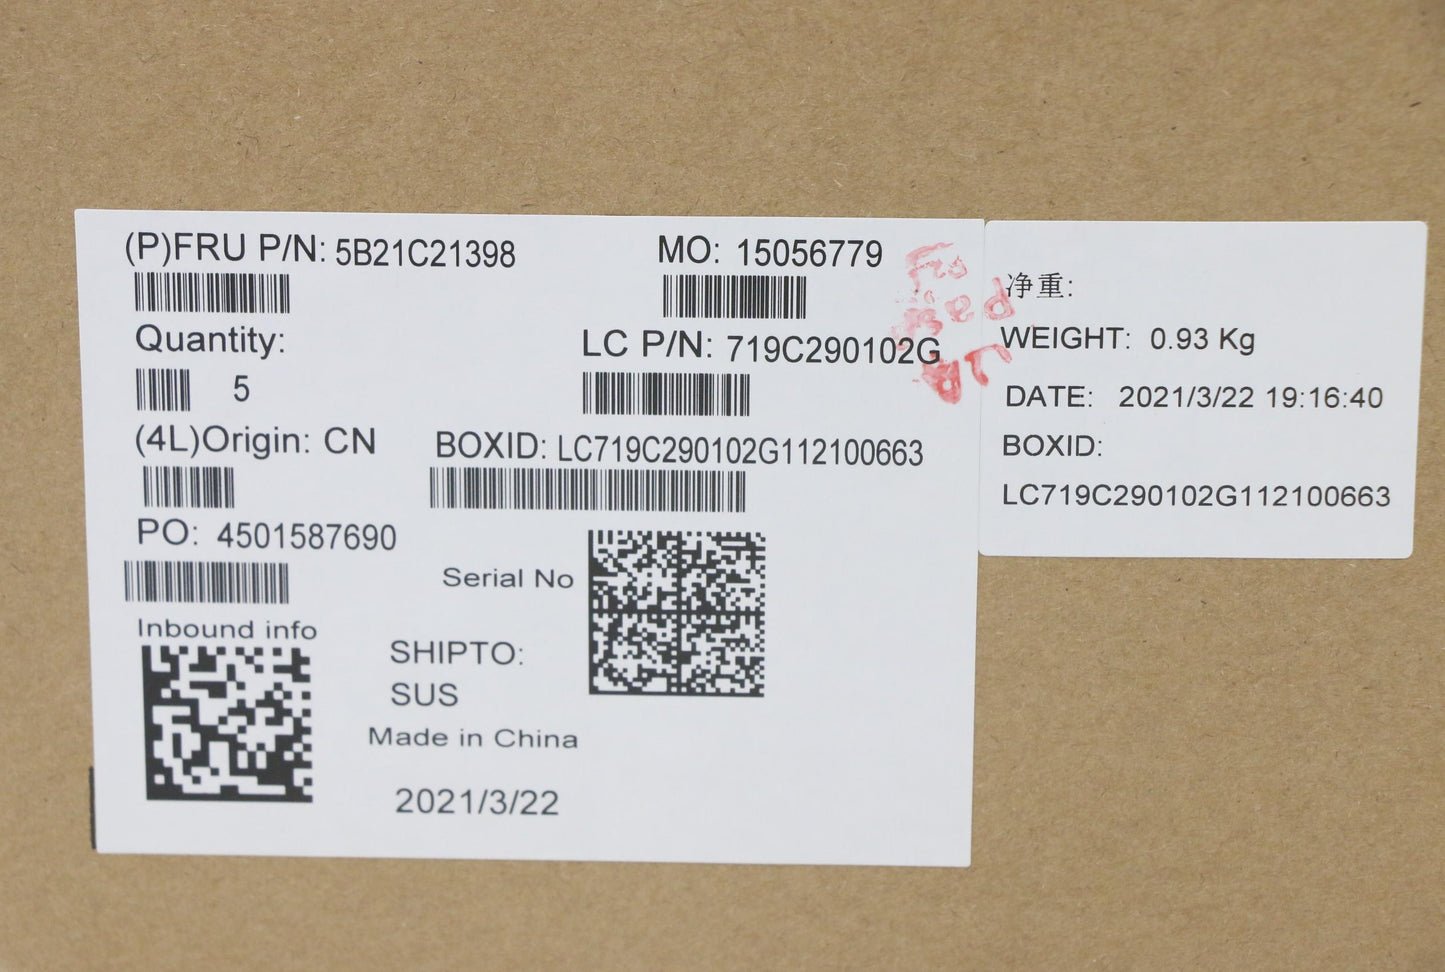 (P)FRU P/N: 5B21C21398
MO: 15056779
Quantity:
5
LC P/N: 719C290102G
(4L)Origin: CN
BOXID: LC719C290102G112100663
PO: 4501587690
Serial No
Inbound info
SHIPTO:
SUS
Made in China
2021/3/22
净重:
WEIGHT: 0.93 Kg
DATE: 2021/3/22 19:16:40
BOXID:
LC719C290102G112100663